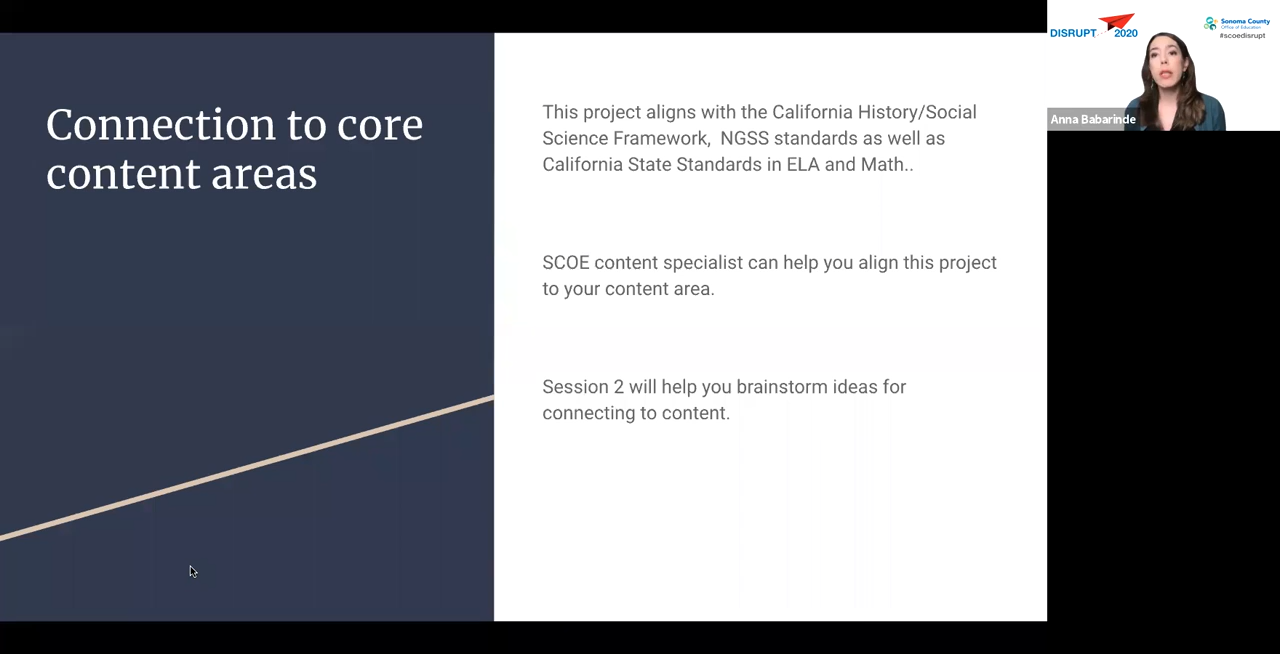 Connection to core
content areas
This project aligns with the California History/Social
Science Framework,  NGSS standards as well as
California State Standards in ELA and Math..
SCOE content specialist can help you align this project
to your content area.
Session 2 will help you brainstorm ideas for
connecting to content.
DISRUPT 2020
Sonoma County
Office of Education
#scoedisrupt
Anna Babarinde